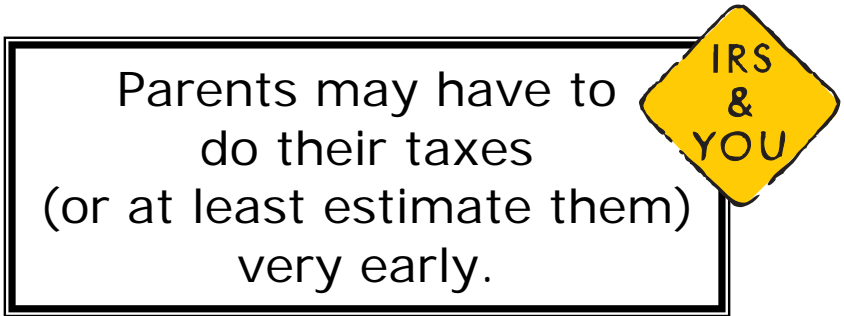 Parents may have to
do their taxes
(or at least estimate them)
very early.
IRS
&
YOU